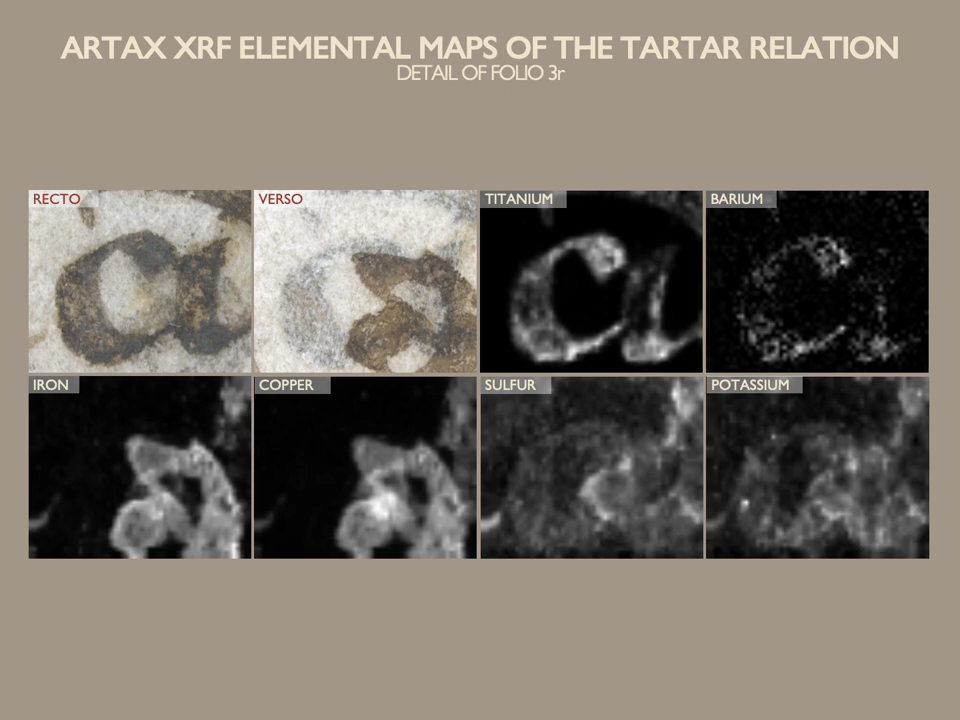 ARTAX XRF ELEMENTAL MAPS OF THE TARTAR RELATION
DETAIL OF FOLIO 3r
RECTO
VERSO
TITANIUM
BARIUM
IRON
COPPER
SULFUR
POTASSIUM